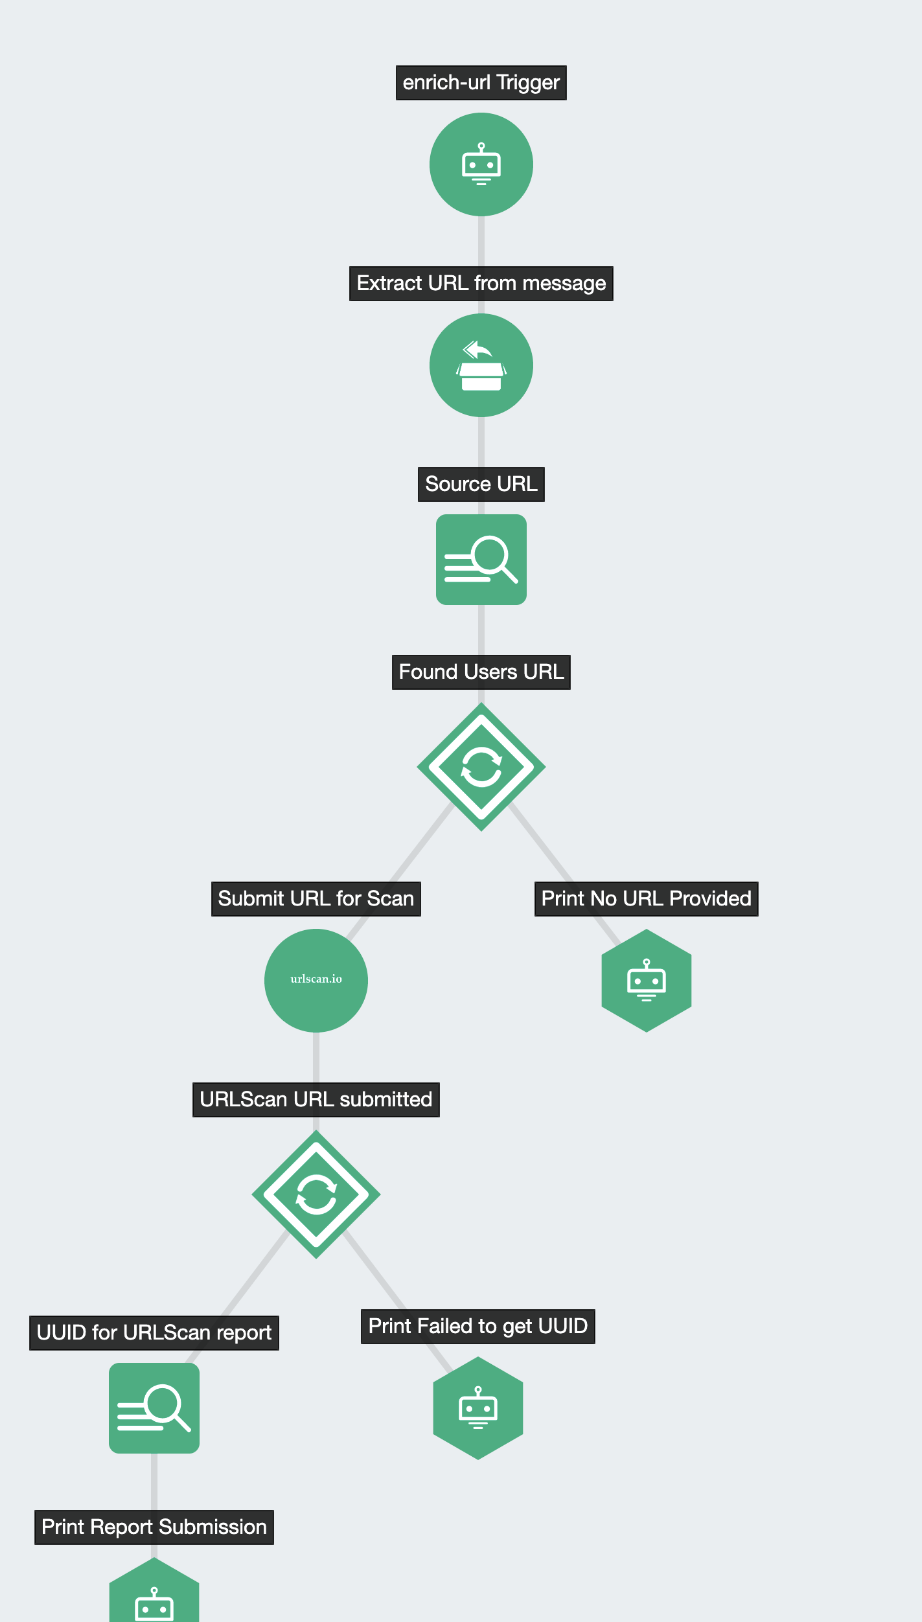 enrich-url Trigger
Extract URL from message
Source URL
Found Users URL
Submit URL for Scan
Print No URL Provided
urlscan.io
URLScan URL submitted
UUID for URLScan report
Print Failed to get UUID
Print Report Submission